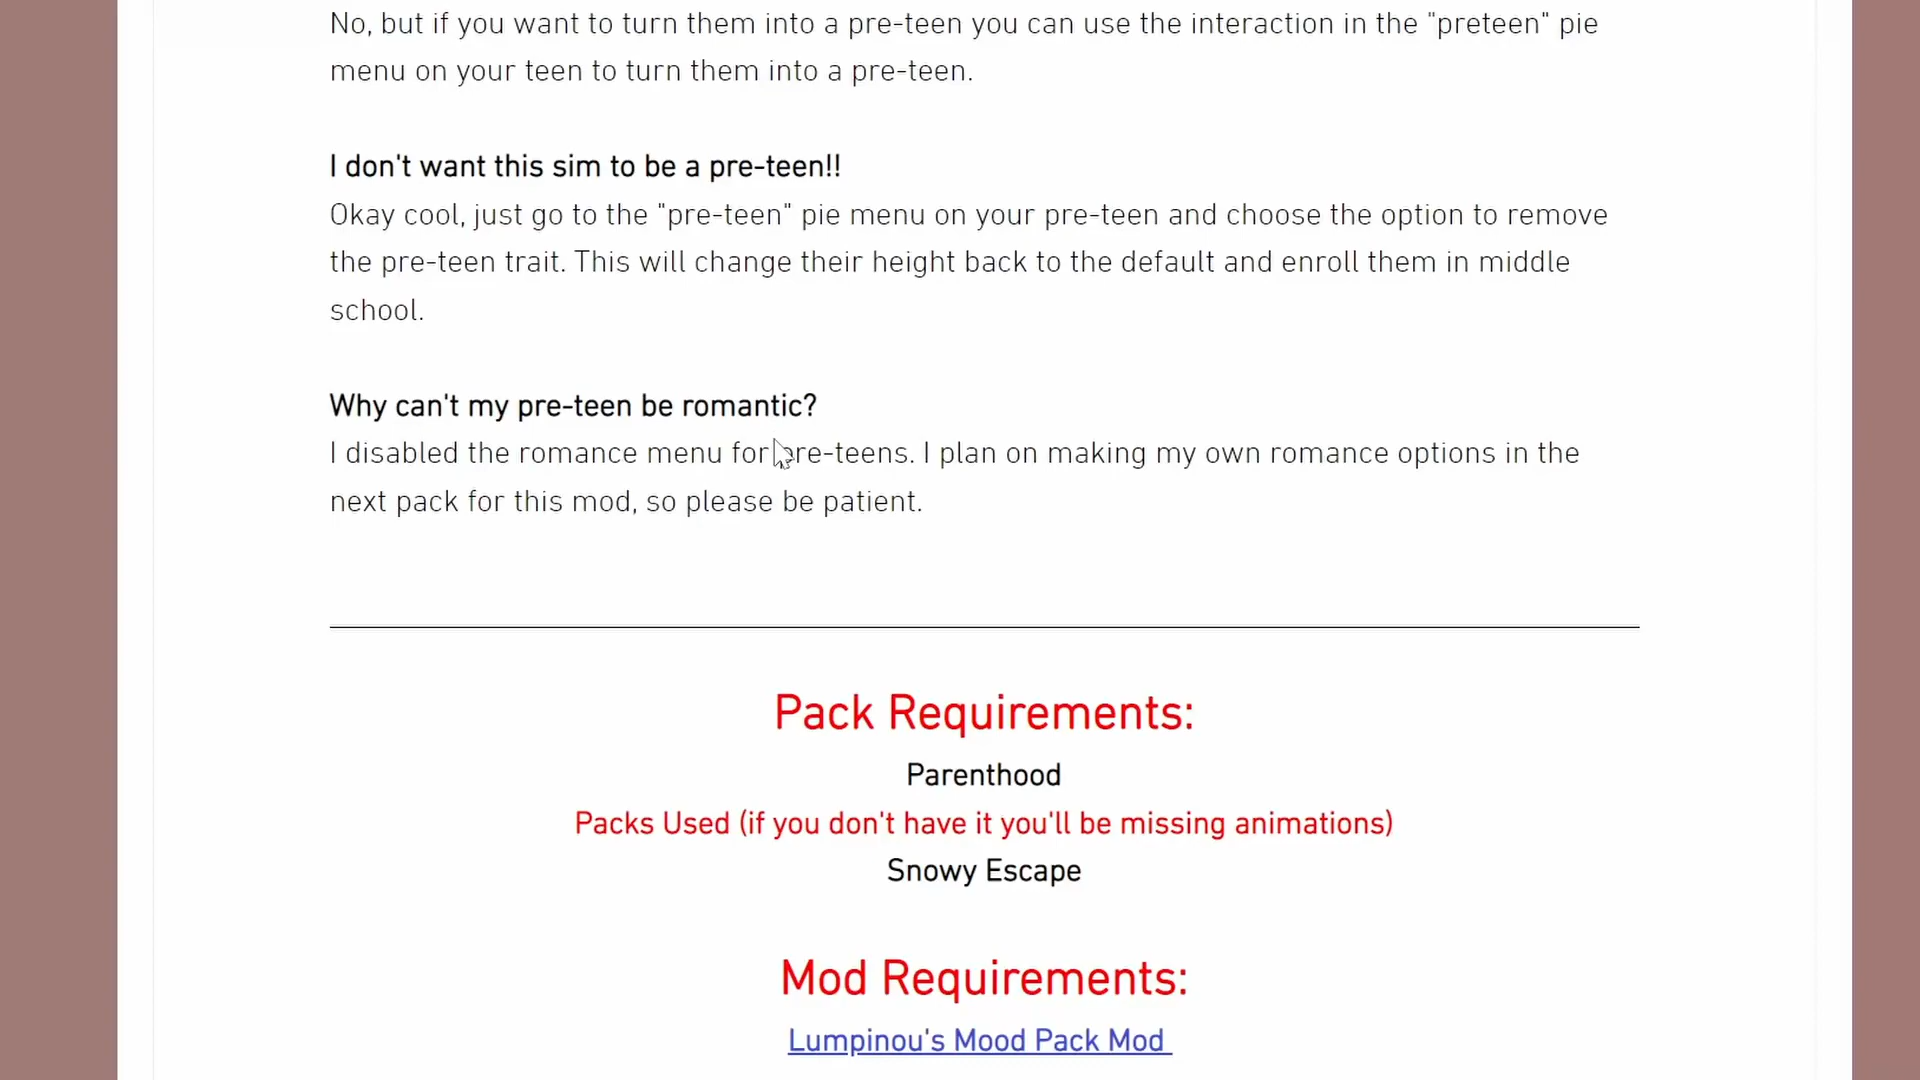 No, but if you want to turn them into a pre-teen you can use the interaction in the "preteen" pie
menu on your teen to turn them into a pre-teen.
I don't want this sim to be a pre-teen!!
Okay cool, just go to the "pre-teen" pie menu on your pre-teen and choose the option to remove
the pre-teen trait. This will change their height back to the default and enroll them in middle
school.
Why can't my pre-teen be romantic?
I disabled the romance menu for pre-teens. I plan on making my own romance options in the
next pack for this mod, so please be patient.
Pack Requirements:
Parenthood
Packs Used (if you don't have it you'll be missing animations)
Snowy Escape
Mod Requirements:
Lumpinou's Mood Pack Mod